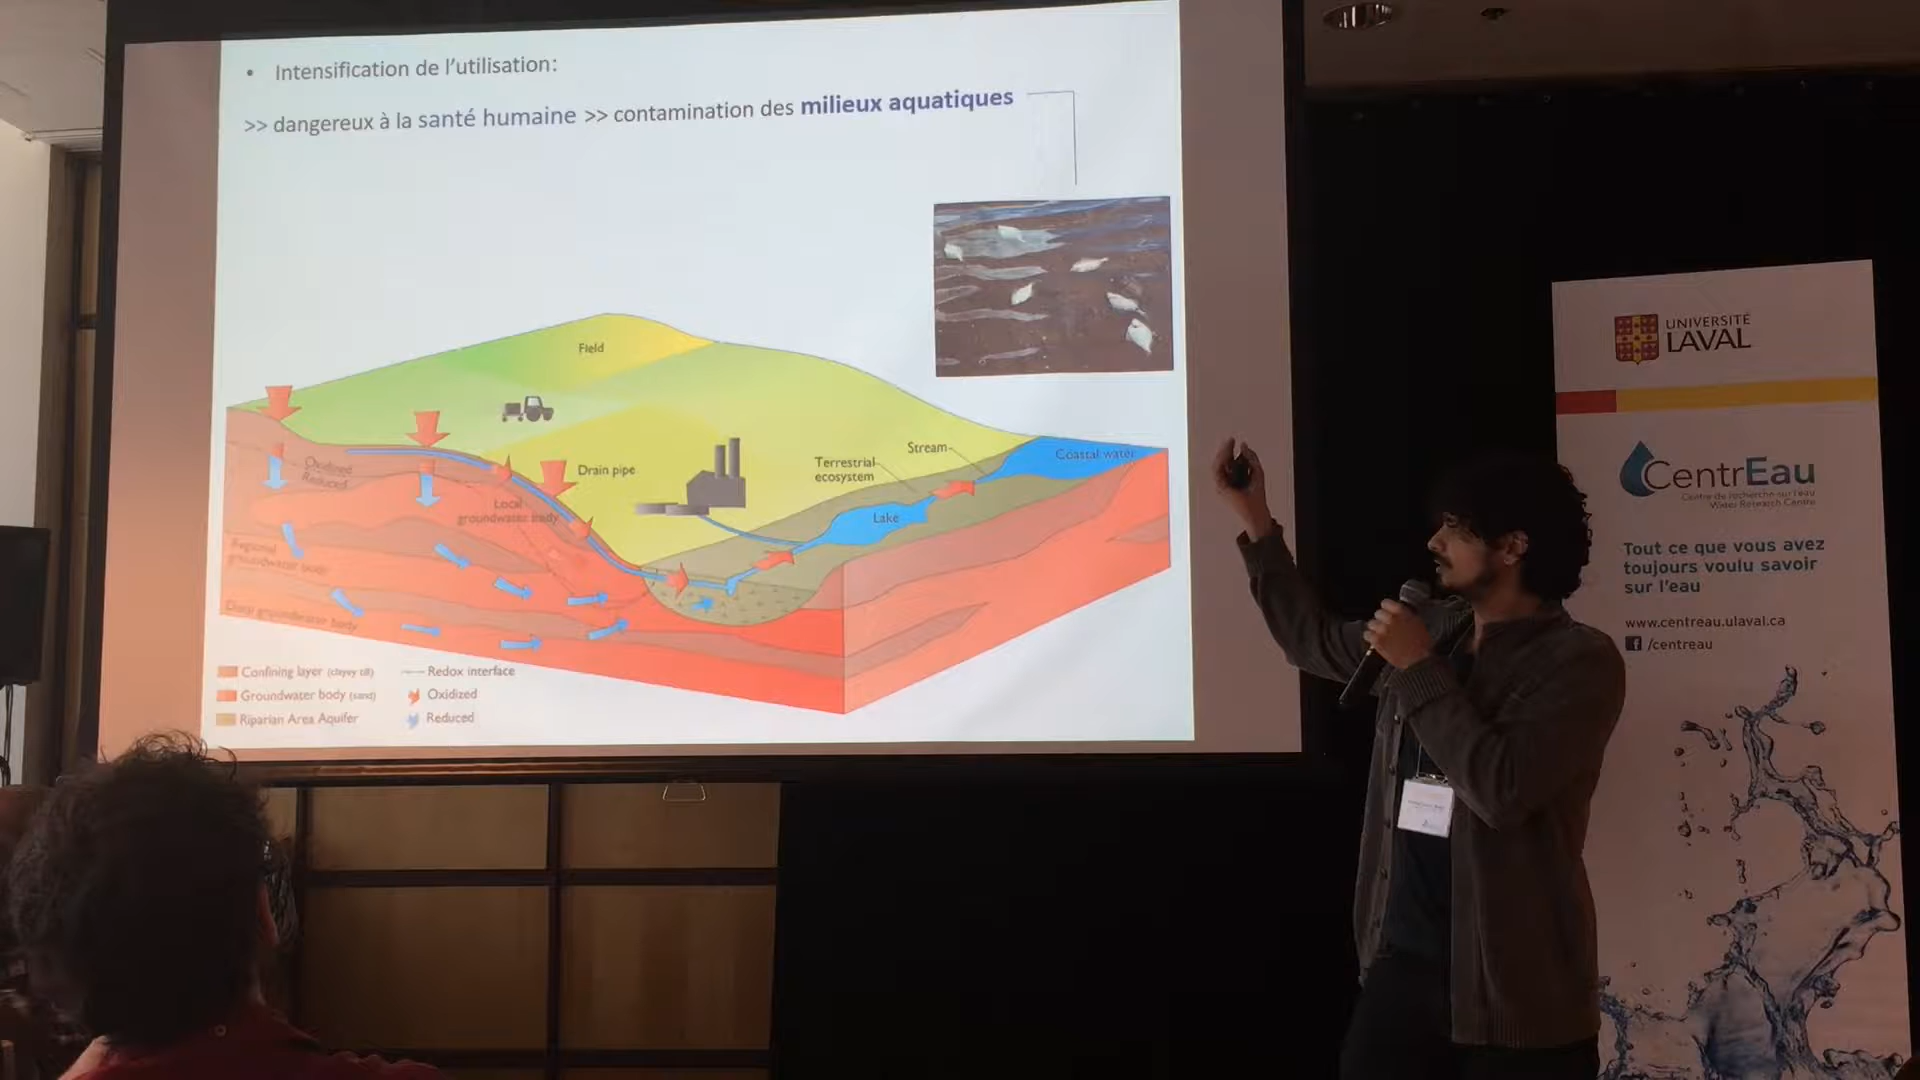 • Intensification de l'utilisation:
>> dangereux à la santé humaine >> contamination des milieux aquatiques
Field
Drain pipe
Stream
Terrestrial
ecosystem
Coastal water
Lake
Oxidized
Reduced
Local
groundwater body
Regional
groundwater body
Deep groundwater body
Confining layer (clayey till)
Groundwater body (sand)
Riparian Area Aquifer
Redox interface
Oxidized
Reduced
UNIVERSITÉ
LAVAL
CentrEau
Centre de recherche sur l'eau
Water Research Centre
Tout ce que vous avez
toujours voulu savoir
sur l'eau
www.centreau.ulaval.ca
f /centreau